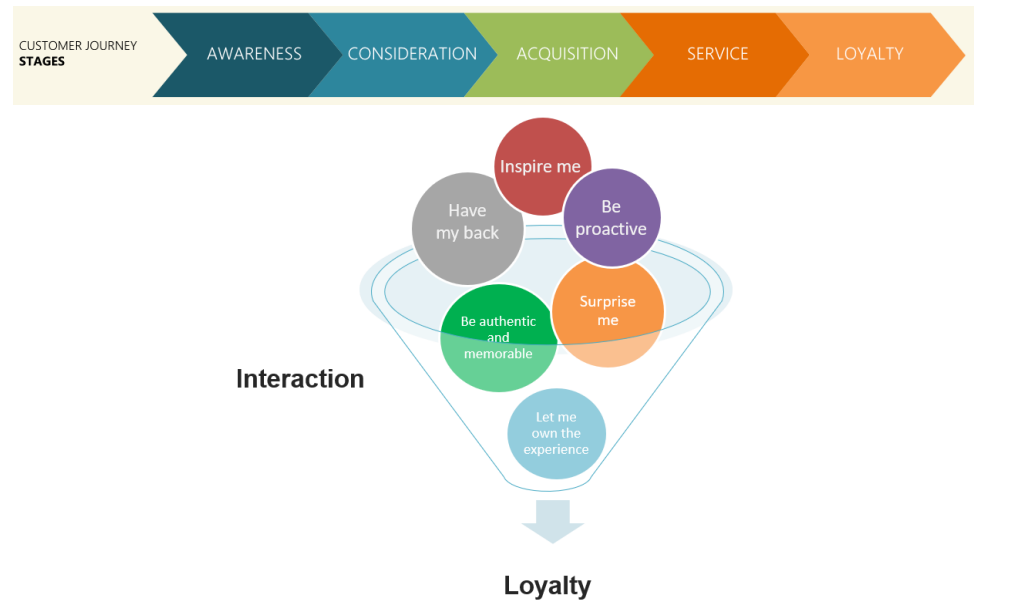 CUSTOMER JOURNEY
STAGES
AWARENESS
CONSIDERATION
ACQUISITION
SERVICE
LOYALTY
Inspire me
Have
my back
Be
proactive
Surprise
me
Be authentic
and
memorable
Interaction
Let me
own the
experience
Loyalty